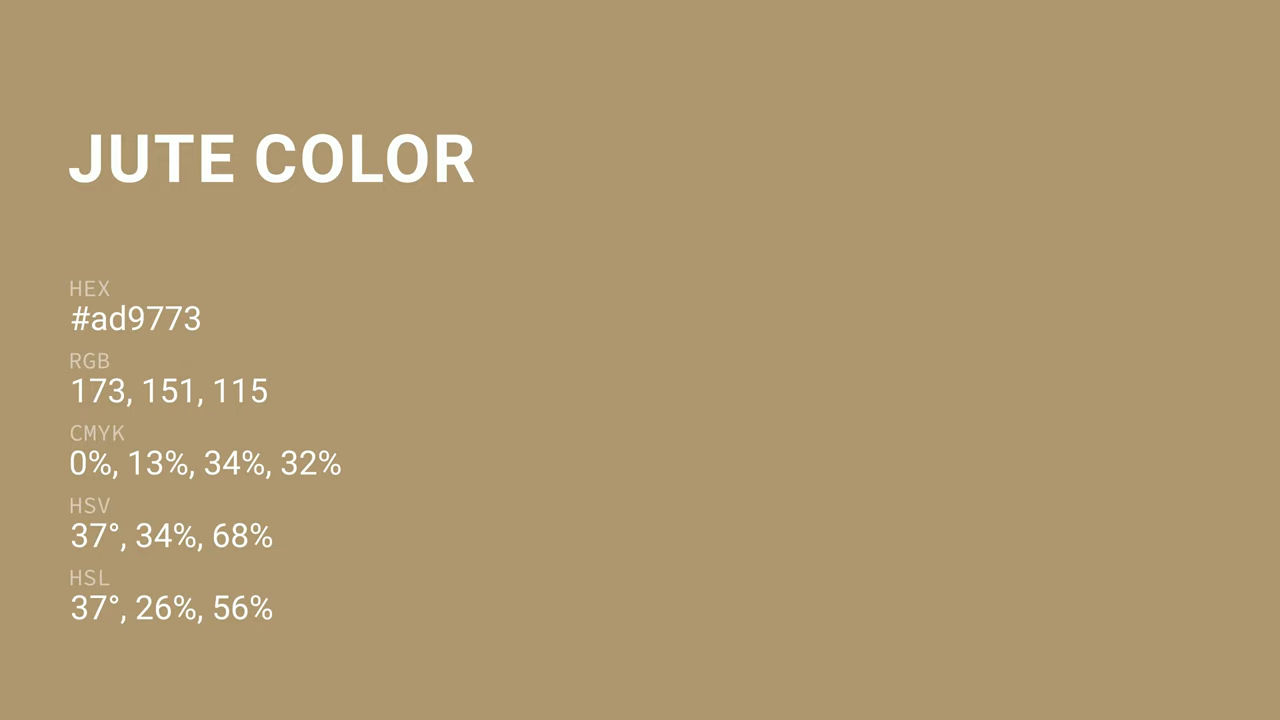 JUTE COLOR
HEX
#ad9773
RGB
173, 151, 115
CMYK
0%, 13%, 34%, 32%
HSV
37°, 34%, 68%
HSL
37°, 26%, 56%